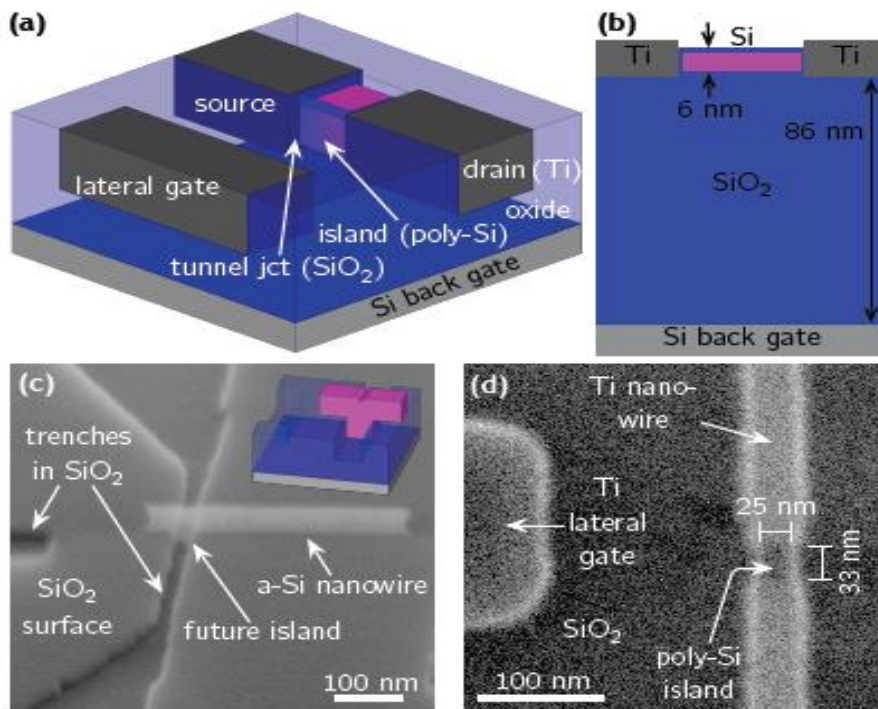 (a)
source
lateral gate
drain (Ti)
oxide
island (poly-Si)
tunnel jct (SiO₂)
Si back gate
(b)
Si
Ti
Ti
6 nm
86 nm
SiO₂
Si back gate
(c)
trenches
in SiO₂
a-Si nanowire
SiO₂
surface
future island
100 nm
(d)
Ti nano-
wire
25 nm
Ti
lateral
gate
33 nm
SiO₂
poly-Si
island
100 nm